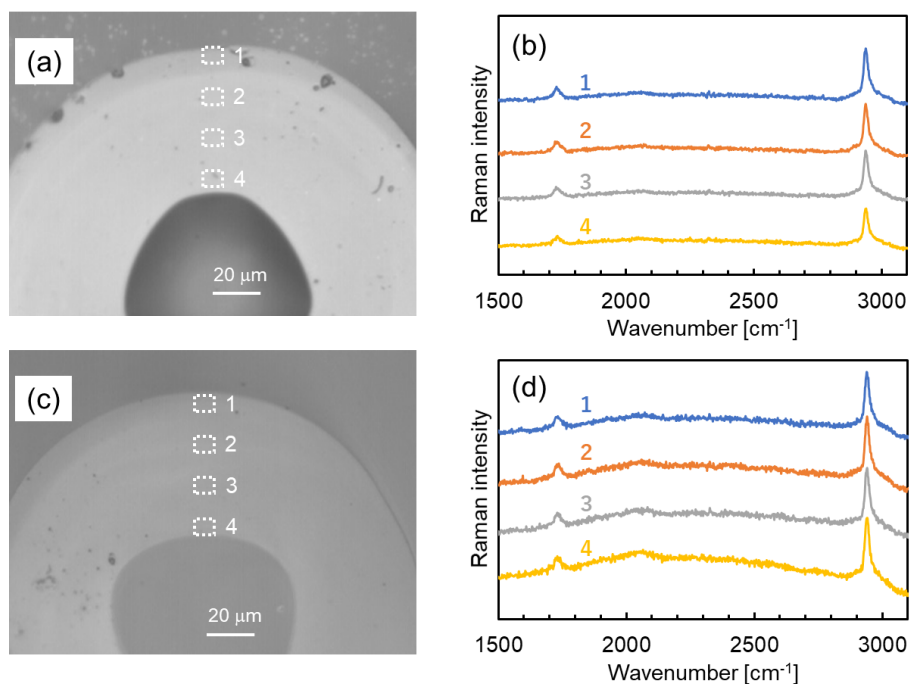 (a)
1
2
3
4
20 μm
(b)
Raman intensity
1
2
3
4
1500 2000 2500 3000
Wavenumber [cm⁻¹]
(c)
1
2
3
4
20 μm
(d)
Raman intensity
1
2
3
4
1500 2000 2500 3000
Wavenumber [cm⁻¹]